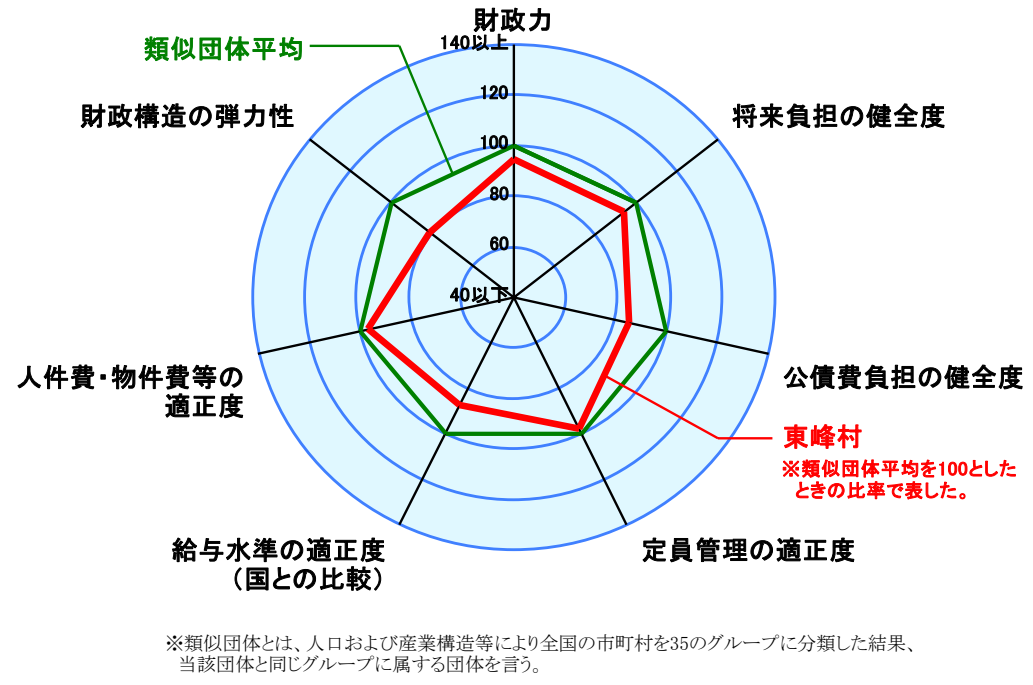 財政力
140以上
類似団体平均
120
財政構造の弾力性
将来負担の健全度
100
80
60
40以下
人件費・物件費等の
適正度
公債費負担の健全度
東峰村
※類似団体平均を100とした
ときの比率で表した。
給与水準の適正度
（国との比較）
定員管理の適正度
※類似団体とは、人口および産業構造等により全国の市町村を35のグループに分類した結果、
当該団体と同じグループに属する団体を言う。